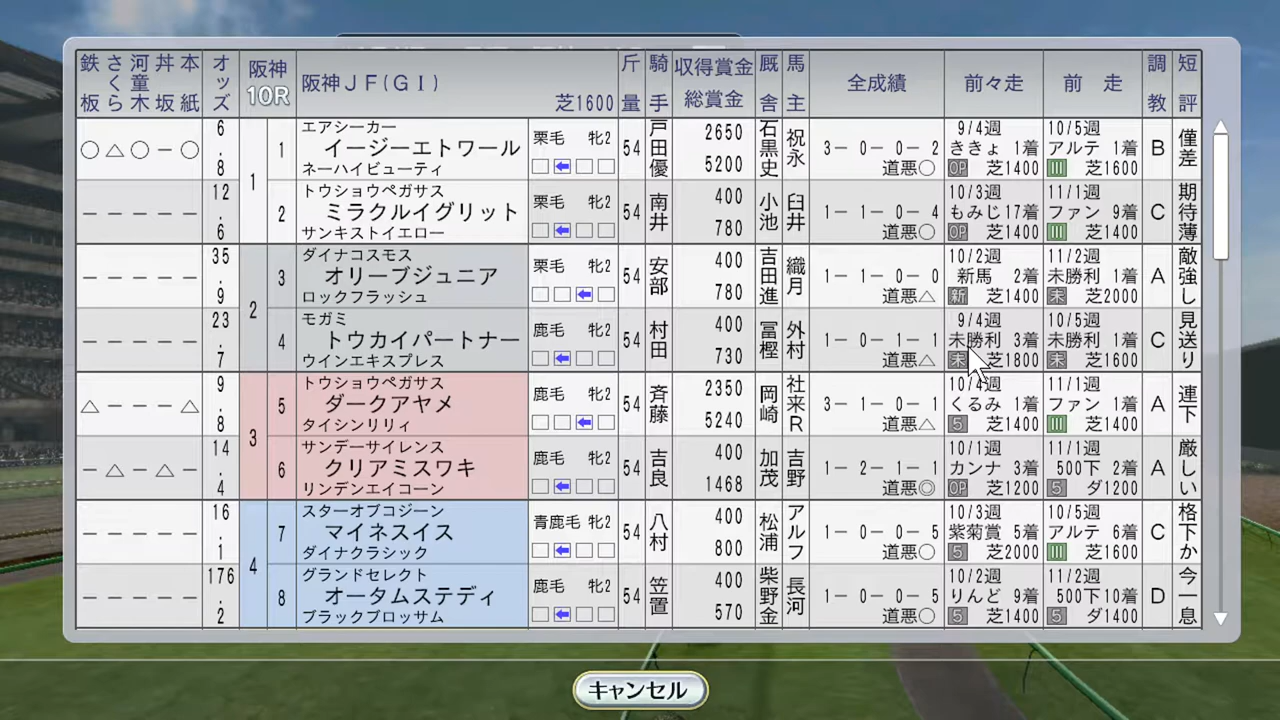 鉄板 さくら 河童木 丼坂 本紙 オッズ 阪神 10R 阪神JF(GI) 芝1600 斤量 騎手 収得賞金 総賞金 厩舎 馬主 全成績 前々走 前走 調教 短評
○△○－○ 6.8 1 1 エアシーカー イージーエトワール ネーハイビューティ 栗毛 牝2 54 戸田優 2650 5200 石黒史 祝永 3-0-0-2 道悪○ 9/4週 ききょ 1着 OP 芝1400 10/5週 アルテ 1着 III 芝1600 B 僅差
－－－－－ 12.6 2 トウショウペガサス ミラクルイグリット サンキストイエロー 栗毛 牝2 54 南井 400 780 小池 臼井 1-1-0-4 道悪○ 10/3週 もみじ17着 OP 芝1400 11/1週 ファン 9着 III 芝1400 C 期待薄
－－－－－ 35.9 2 3 ダイナコスモス オリーブジュニア ロックフラッシュ 栗毛 牝2 54 安部 400 780 吉田進 織月 1-1-0-0 道悪△ 10/2週 新馬 2着 新 芝1400 11/2週 未勝利 1着 未 芝2000 A 敵強し
－－－－－ 23.7 4 モガミ トウカイパートナー ウインエキスプレス 鹿毛 牝2 54 村田 400 730 冨樫 外村 1-0-1-1 道悪△ 9/4週 未勝利 3着 未 芝1800 10/5週 未勝利 1着 未 芝1600 C 見送り
△－－－△ 9.8 3 5 トウショウペガサス ダークアヤメ タイシンリリィ 鹿毛 牝2 54 斉藤 2350 5240 岡崎 社来R 3-1-0-1 道悪△ 10/4週 くるみ 1着 5 芝1400 11/1週 ファン 1着 III 芝1400 A 連下
－△－△－ 14.4 6 サンデーサイレンス クリアミスワキ リンデンエイコーン 鹿毛 牝2 54 吉良 400 1468 加茂 吉野 1-2-1-1 道悪◎ 10/1週 カンナ 3着 OP 芝1200 11/1週 500下 2着 5 ダ1200 A 厳しい
－－－－－ 16.1 4 7 スターオブコジーン マイネスイス ダイナクラシック 青鹿毛 牝2 54 八村 400 800 松浦 アルフ 1-0-0-5 道悪○ 10/3週 紫菊賞 5着 5 芝2000 10/5週 アルテ 6着 III 芝1600 C 格下か
－－－－－ 176.2 8 グランドセレクト オータムステディ ブラックブロッサム 鹿毛 牝2 54 笠置 400 570 柴野金 長河 1-0-0-5 道悪○ 10/2週 りんど 9着 5 芝1400 11/2週 500下10着 5 ダ1400 D 今一息
キャンセル